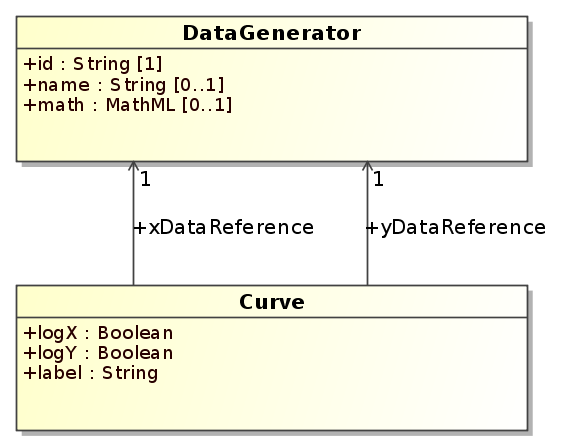 DataGenerator
+id : String [1]
+name : String [0..1]
+math : MathML [0..1]
1
1
+xDataReference
+yDataReference
Curve
+logX : Boolean
+logY : Boolean
+label : String